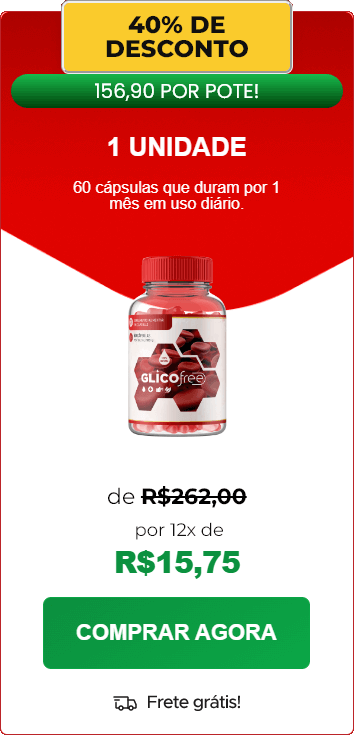 40% DE
DESCONTO
156,90 POR POTE!
1 UNIDADE
60 cápsulas que duram por 1
mês em uso diário.
GLICOfree
de R$262,00
por 12x de
R$15,75
COMPRAR AGORA
Frete grátis!